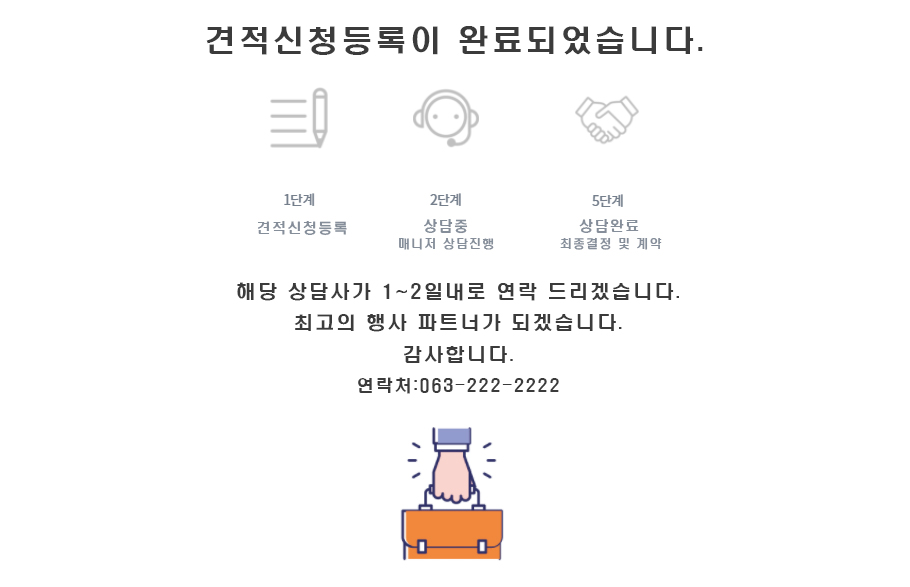 견적신청등록이 완료되었습니다.
1단계
견적신청등록
2단계
상담중
매니저 상담진행
5단계
상담완료
최종결정 및 계약
해당 상담사가 1~2일내로 연락 드리겠습니다.
최고의 행사 파트너가 되겠습니다.
감사합니다.
연락처:063-222-2222